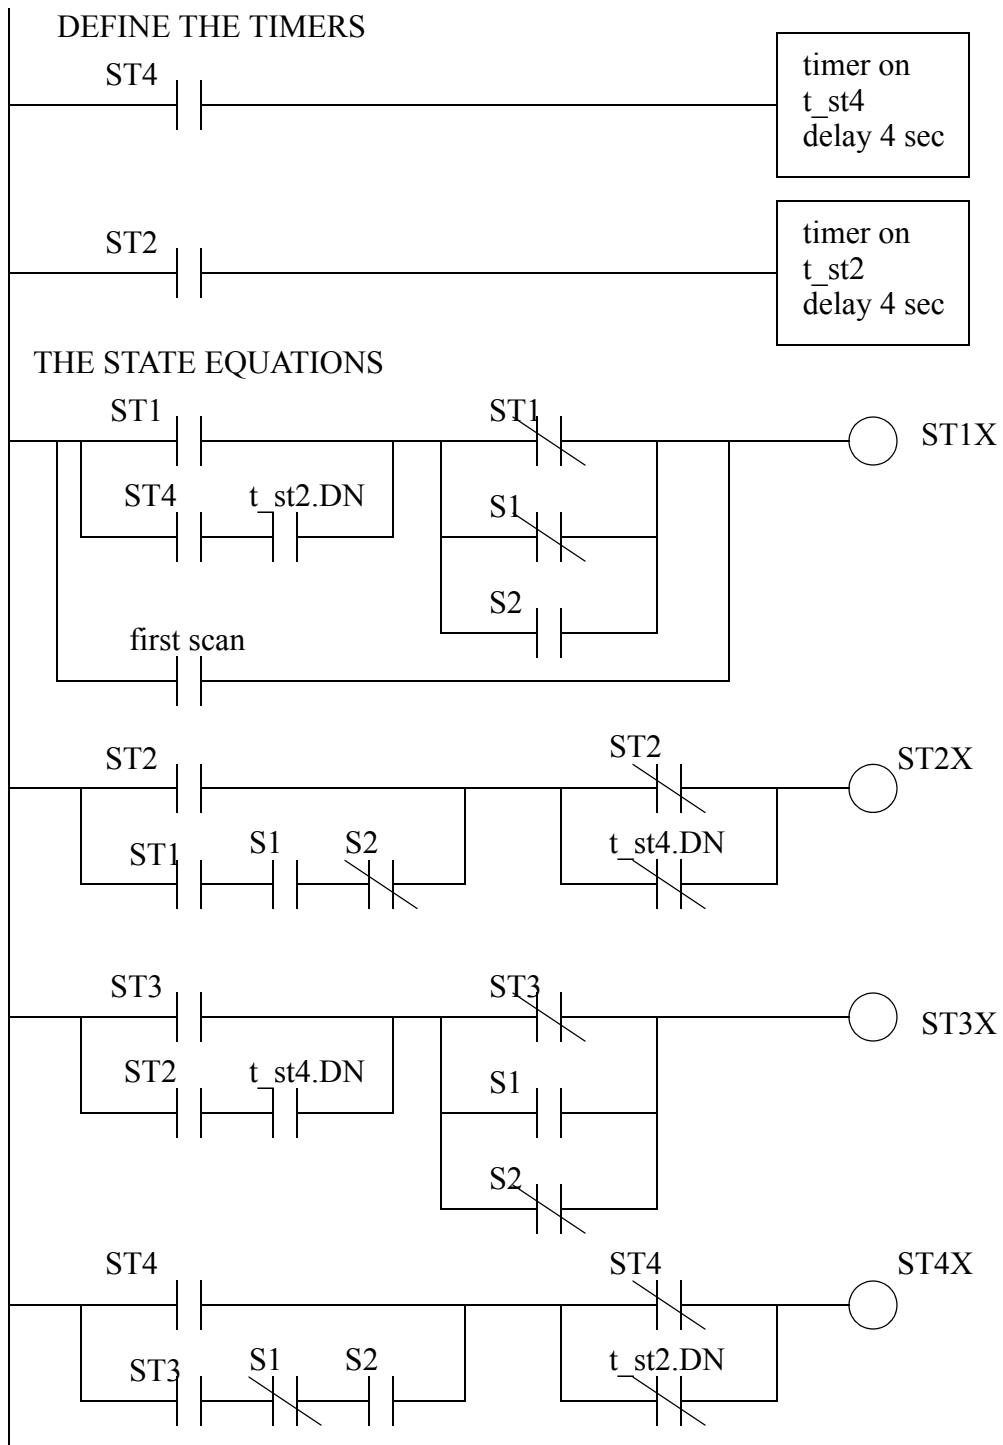 DEFINE THE TIMERS
ST4
timer on
t_st4
delay 4 sec
ST2
timer on
t_st2
delay 4 sec
THE STATE EQUATIONS
ST1
ST1
ST1X
ST4
t_st2.DN
S1
S2
first scan
ST2
ST2
ST2X
ST1
S1
S2
t_st4.DN
ST3
ST3
ST3X
ST2
t_st4.DN
S1
S2
ST4
ST4
ST4X
ST3
S1
S2
t_st2.DN